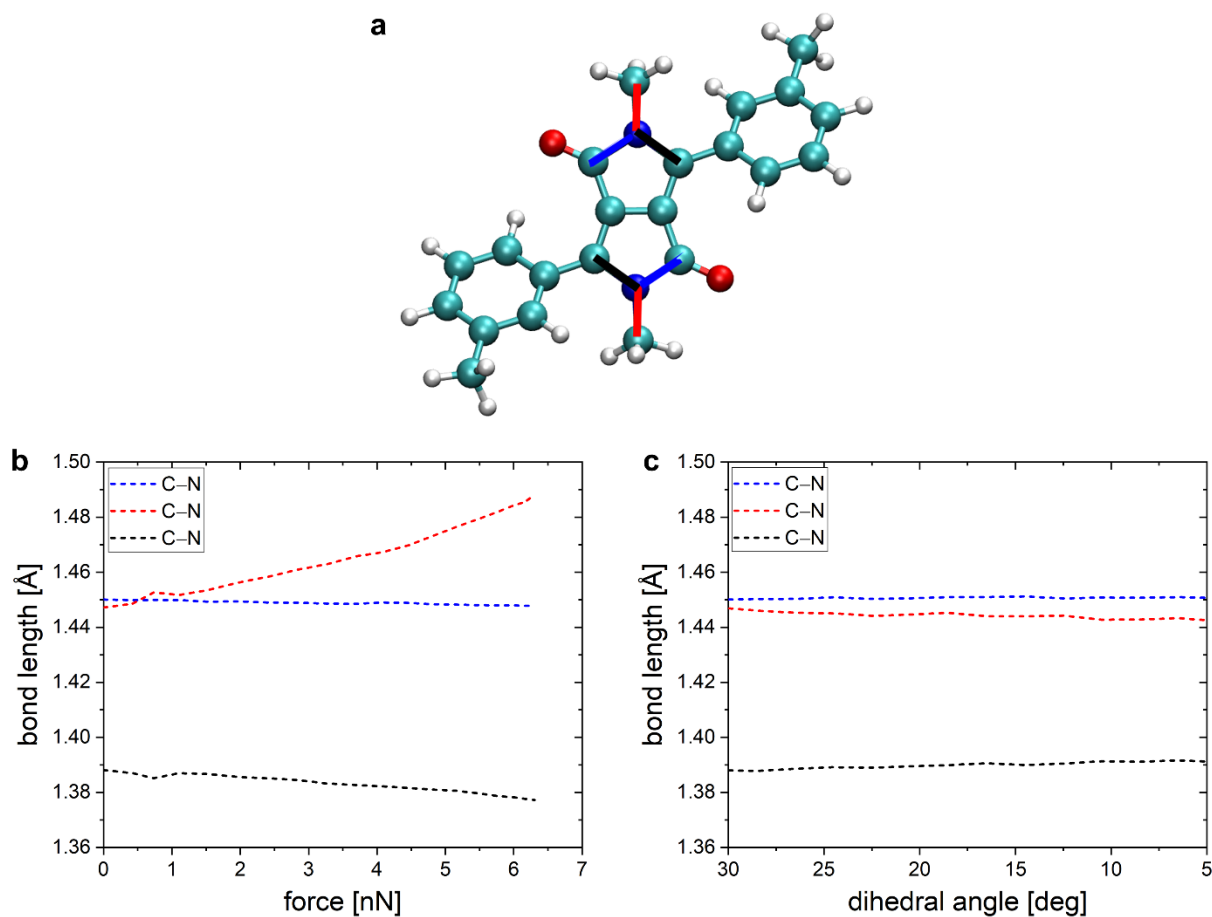 a
b
1.50
1.48
1.46
1.44
1.42
1.40
1.38
1.36
bond length [Å]
C–N
C–N
C–N
0 1 2 3 4 5 6 7
force [nN]
c
1.50
1.48
1.46
1.44
1.42
1.40
1.38
1.36
bond length [Å]
C–N
C–N
C–N
30 25 20 15 10 5
dihedral angle [deg]